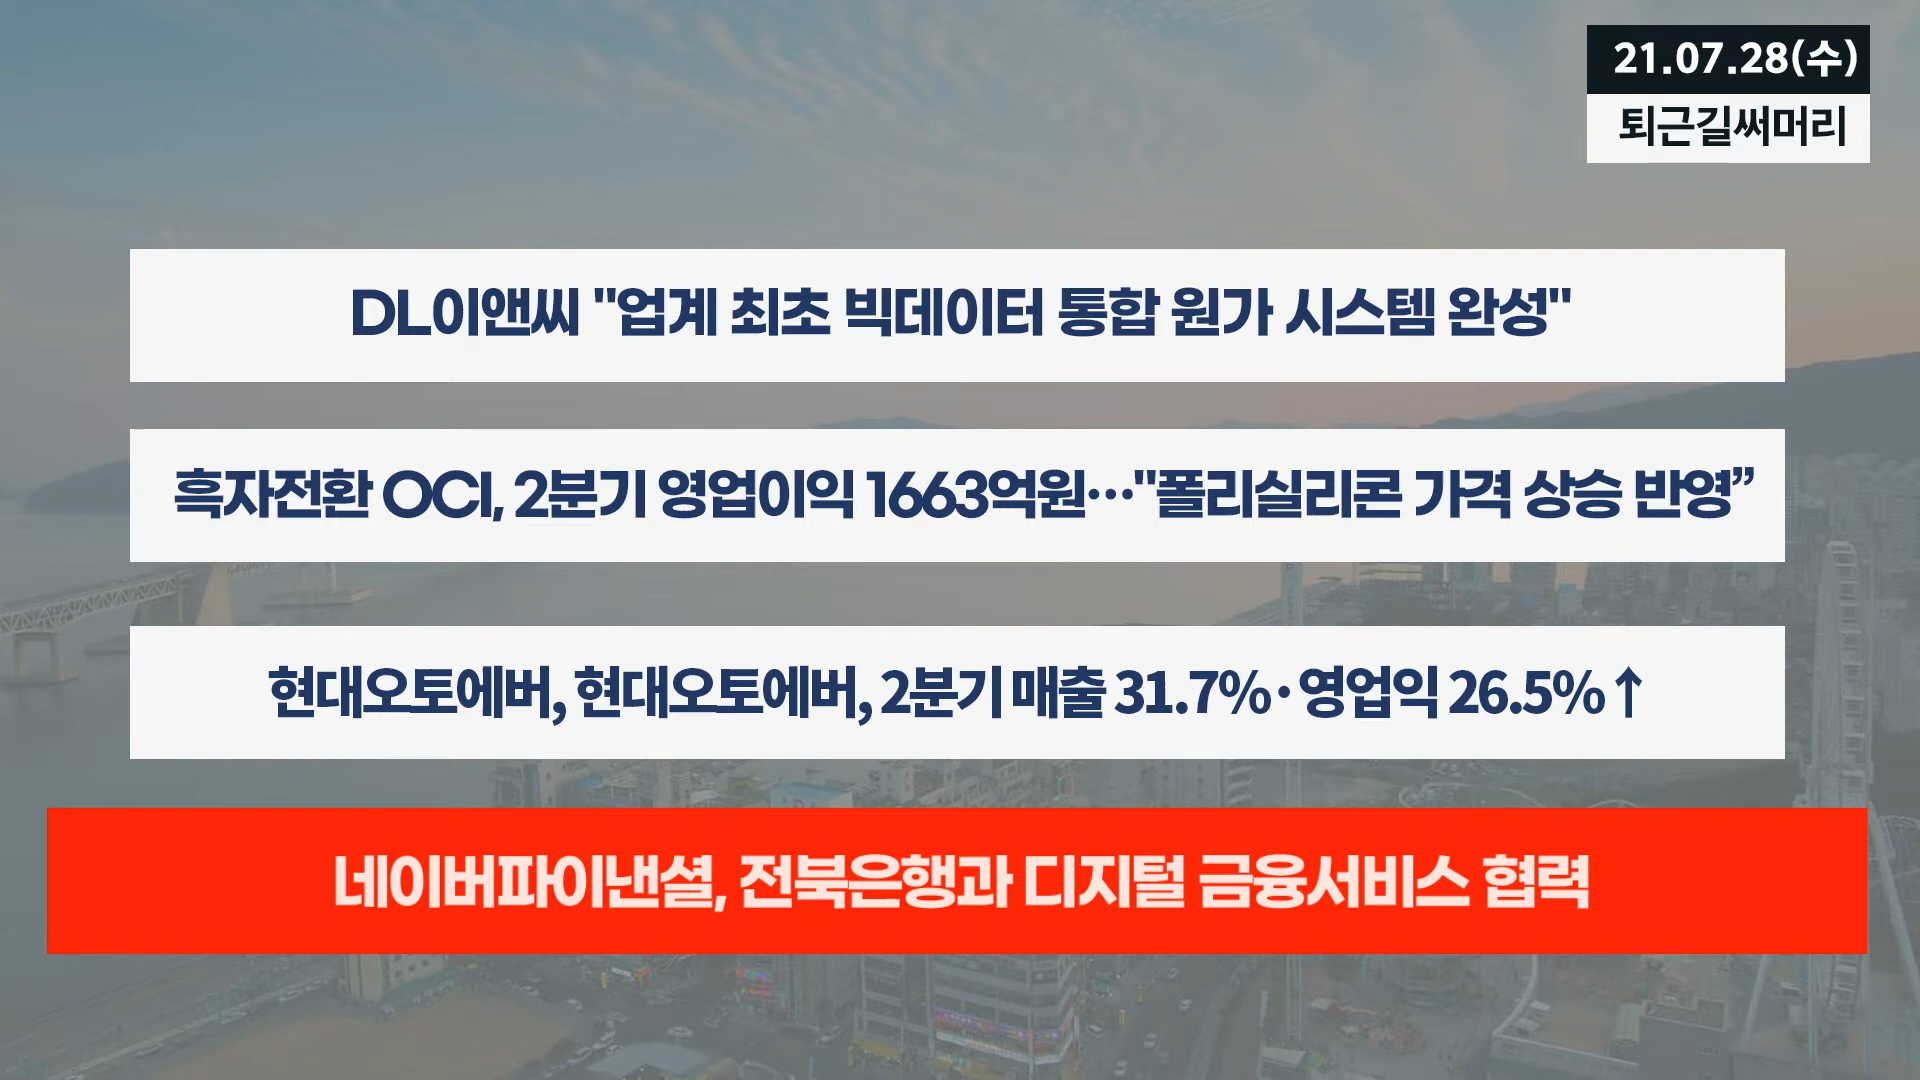 21.07.28(수)
퇴근길써머리
DL이앤씨 "업계 최초 빅데이터 통합 원가 시스템 완성"
흑자전환 OCI, 2분기 영업이익 1663억원…"폴리실리콘 가격 상승 반영”
현대오토에버, 현대오토에버, 2분기 매출 31.7%·영업익 26.5%↑
네이버파이낸셜, 전북은행과 디지털 금융서비스 협력